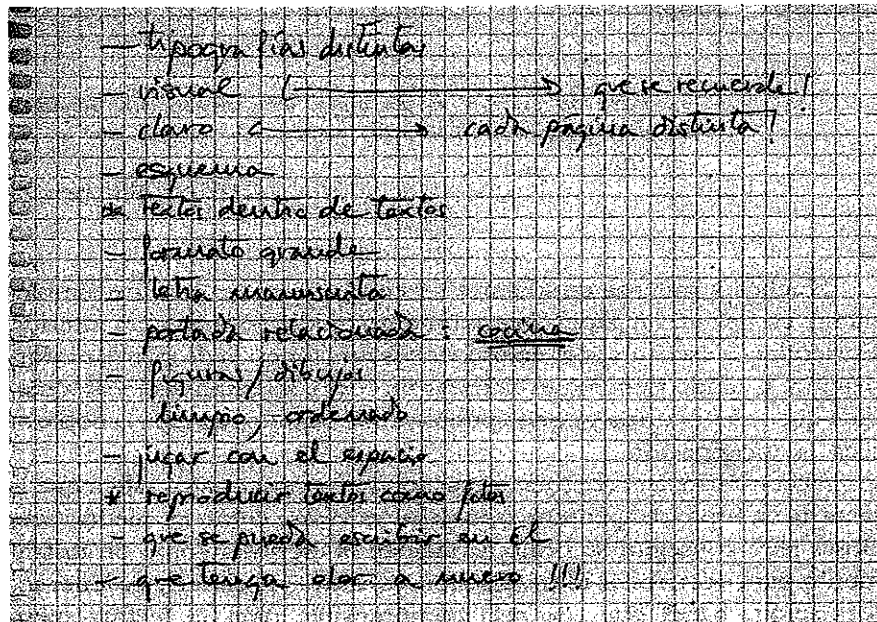 - tipografías distintas
- visual ⟷ ¡que se recuerde!
- claro ⟷ cada página distinta!
- esquema
* textos dentro de textos
- formato grande
- letra manuscrita
- portada relacionada: cocina
- figuras/dibujos
- limpio, ordenado
- jugar con el espacio
* reproducir textos como fotos
- que se pueda escribir en él
- que tenga olor a nuevo!!!